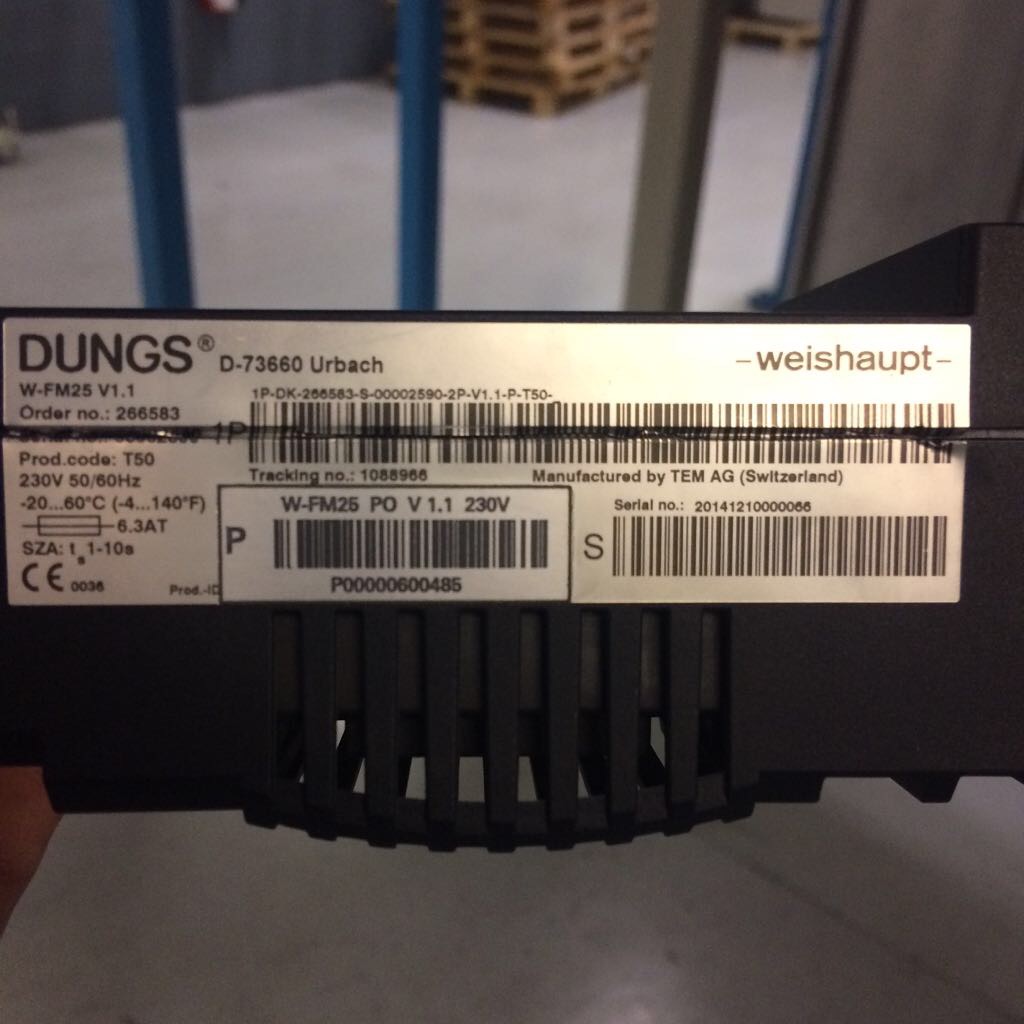 DUNGS® D-73660 Urbach
-weishaupt-
W-FM25 V1.1
1P-DK-266583-S-00002590-2P-V1.1-P-T50-
Order no.: 266583
1P
Prod.code: T50
Tracking no.: 1088966
Manufactured by TEM AG (Switzerland)
230V 50/60Hz
-20...60°C (-4...140°F)
6.3AT
SZA: ts 1-10s
CE 0036
Prod.-ID
W-FM25 PO V 1.1 230V
P
P00000600485
Serial no.: 20141210000066
S